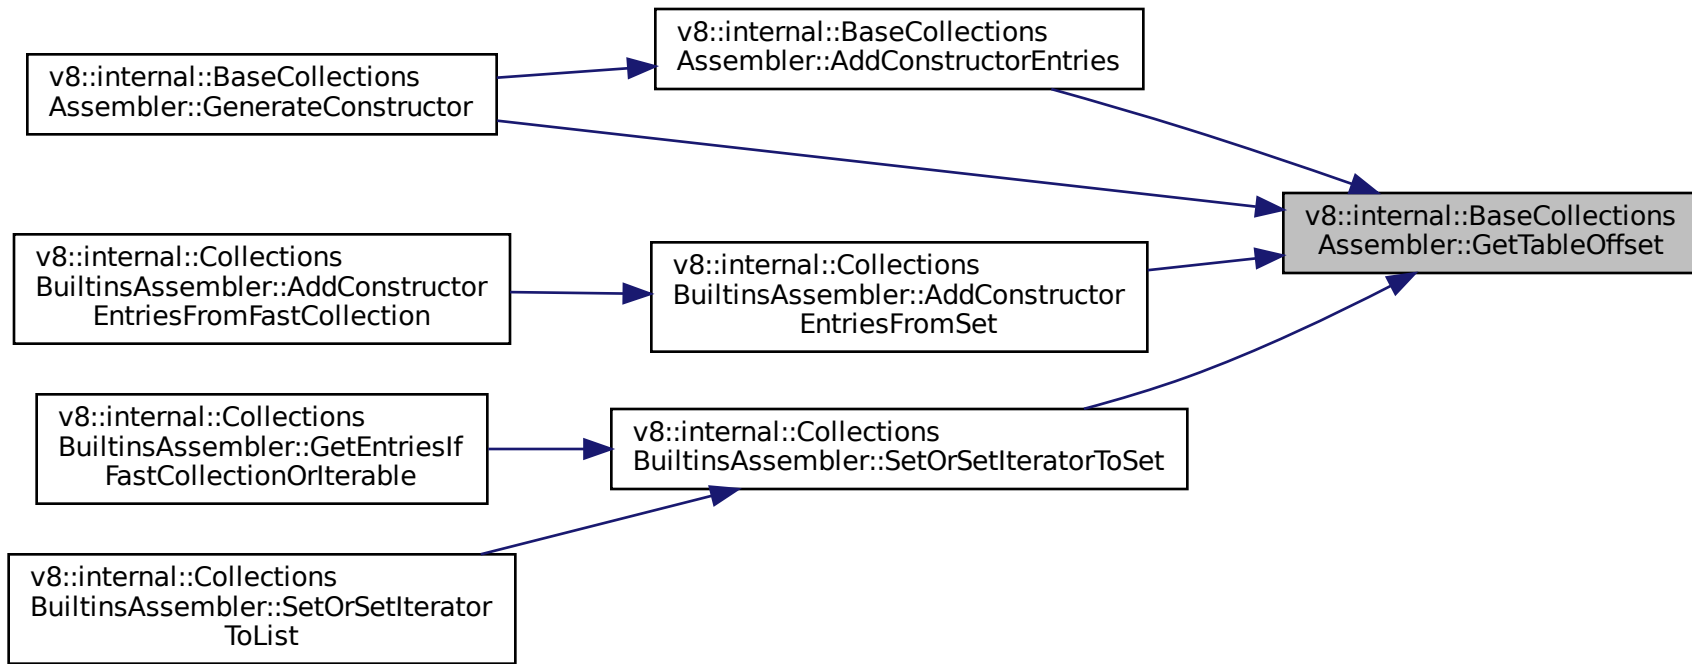 v8::internal::BaseCollections
Assembler::AddConstructorEntries
v8::internal::BaseCollections
Assembler::GenerateConstructor
v8::internal::BaseCollections
Assembler::GetTableOffset
v8::internal::Collections
BuiltinsAssembler::AddConstructor
EntriesFromFastCollection
v8::internal::Collections
BuiltinsAssembler::AddConstructor
EntriesFromSet
v8::internal::Collections
BuiltinsAssembler::GetEntriesIf
FastCollectionOrIterable
v8::internal::Collections
BuiltinsAssembler::SetOrSetIteratorToSet
v8::internal::Collections
BuiltinsAssembler::SetOrSetIterator
ToList